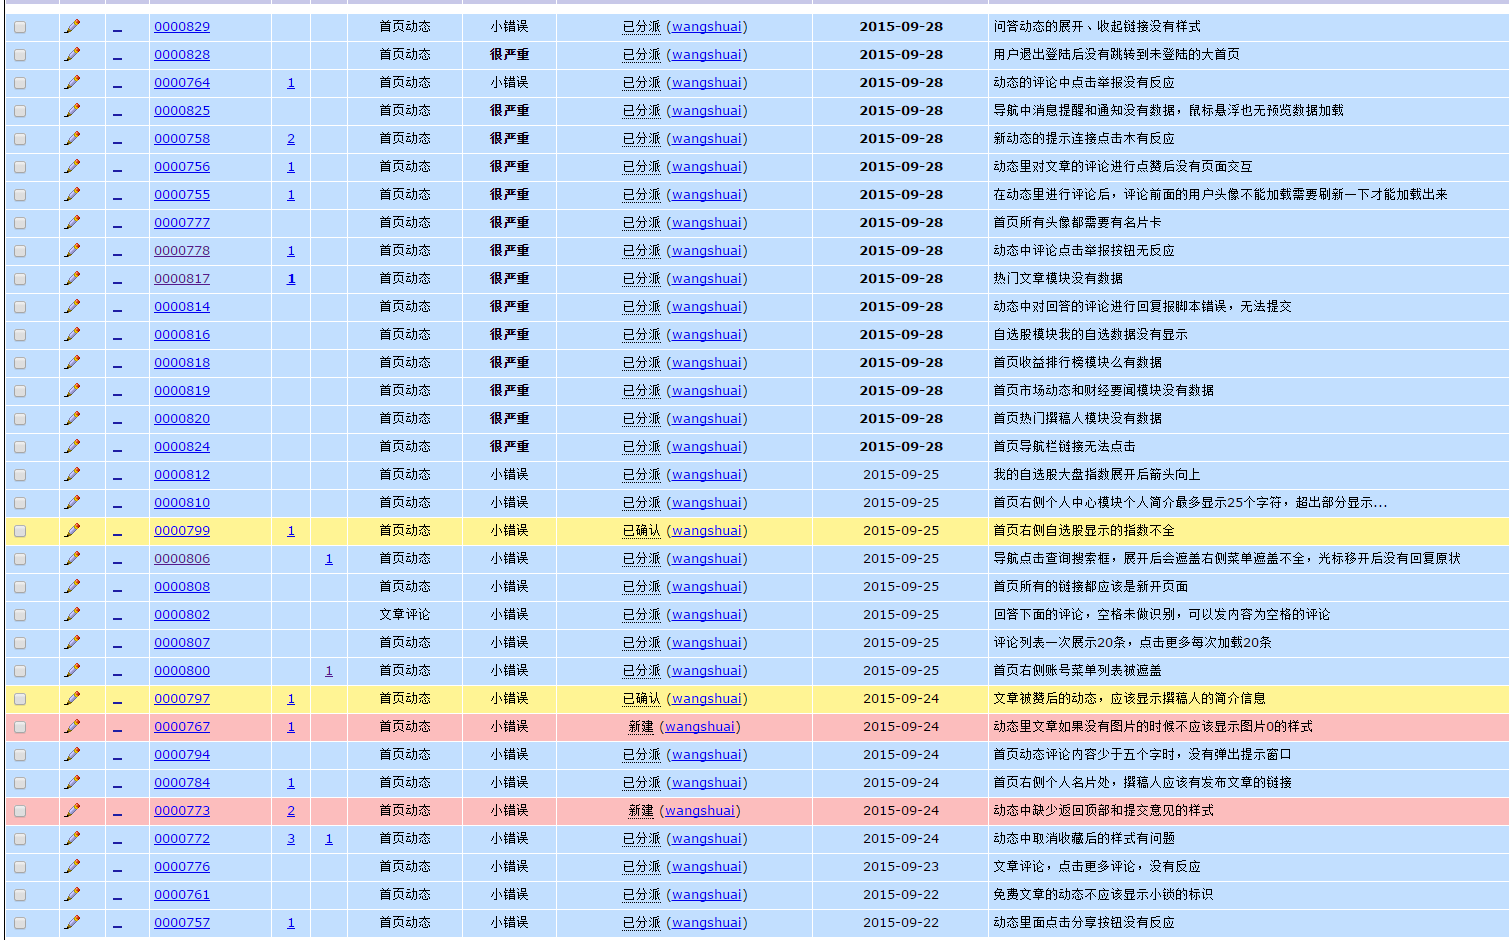 0000829 首页动态 小错误 已分派 (wangshuai) 2015-09-28 问答动态的展开、收起链接没有样式
0000828 首页动态 很严重 已分派 (wangshuai) 2015-09-28 用户退出登陆后没有跳转到未登陆的大首页
0000764 1 首页动态 小错误 已分派 (wangshuai) 2015-09-28 动态的评论中点击举报没有反应
0000825 首页动态 很严重 已分派 (wangshuai) 2015-09-28 导航中消息提醒和通知没有数据，鼠标悬浮也无预览数据加载
0000758 2 首页动态 很严重 已分派 (wangshuai) 2015-09-28 新动态的提示连接点击木有反应
0000756 1 首页动态 很严重 已分派 (wangshuai) 2015-09-28 动态里对文章的评论进行点赞后没有页面交互
0000755 1 首页动态 很严重 已分派 (wangshuai) 2015-09-28 在动态里进行评论后，评论前面的用户头像不能加载需要刷新一下才能加载出来
0000777 首页动态 很严重 已分派 (wangshuai) 2015-09-28 首页所有头像都需要有名片卡
0000778 1 首页动态 很严重 已分派 (wangshuai) 2015-09-28 动态中评论点击举报按钮无反应
0000817 1 首页动态 很严重 已分派 (wangshuai) 2015-09-28 热门文章模块没有数据
0000814 首页动态 很严重 已分派 (wangshuai) 2015-09-28 动态中对回答的评论进行回复报脚本错误，无法提交
0000816 首页动态 很严重 已分派 (wangshuai) 2015-09-28 自选股模块我的自选数据没有显示
0000818 首页动态 很严重 已分派 (wangshuai) 2015-09-28 首页收益排行榜模块么有数据
0000819 首页动态 很严重 已分派 (wangshuai) 2015-09-28 首页市场动态和财经要闻模块没有数据
0000820 首页动态 很严重 已分派 (wangshuai) 2015-09-28 首页热门撰稿人模块没有数据
0000824 首页动态 很严重 已分派 (wangshuai) 2015-09-28 首页导航栏链接无法点击
0000812 首页动态 小错误 已分派 (wangshuai) 2015-09-25 我的自选股大盘指数展开后箭头向上
0000810 首页动态 小错误 已分派 (wangshuai) 2015-09-25 首页右侧个人中心模块个人简介最多显示25个字符，超出部分显示...
0000799 1 首页动态 小错误 已确认 (wangshuai) 2015-09-25 首页右侧自选股显示的指数不全
0000806 1 首页动态 小错误 已分派 (wangshuai) 2015-09-25 导航点击查询搜索框，展开后会遮盖右侧菜单遮盖不全，光标移开后没有回复原状
0000808 首页动态 小错误 已分派 (wangshuai) 2015-09-25 首页所有的链接都应该是新开页面
0000802 文章评论 小错误 已分派 (wangshuai) 2015-09-25 回答下面的评论，空格未做识别，可以发内容为空格的评论
0000807 首页动态 小错误 已分派 (wangshuai) 2015-09-25 评论列表一次展示20条，点击更多每次加载20条
0000800 1 首页动态 小错误 已分派 (wangshuai) 2015-09-25 首页右侧账号菜单列表被遮盖
0000797 1 首页动态 小错误 已确认 (wangshuai) 2015-09-24 文章被赞后的动态，应该显示撰稿人的简介信息
0000767 1 首页动态 小错误 新建 (wangshuai) 2015-09-24 动态里文章如果没有图片的时候不应该显示图片0的样式
0000794 首页动态 小错误 已分派 (wangshuai) 2015-09-24 首页动态评论内容少于五个字时，没有弹出提示窗口
0000784 1 首页动态 小错误 已分派 (wangshuai) 2015-09-24 首页右侧个人名片处，撰稿人应该有发布文章的链接
0000773 2 首页动态 小错误 新建 (wangshuai) 2015-09-24 动态中缺少返回顶部和提交意见的样式
0000772 3 1 首页动态 小错误 已分派 (wangshuai) 2015-09-24 动态中取消收藏后的样式有问题
0000776 首页动态 小错误 已分派 (wangshuai) 2015-09-23 文章评论，点击更多评论，没有反应
0000761 首页动态 小错误 已分派 (wangshuai) 2015-09-22 免费文章的动态不应该显示小锁的标识
0000757 1 首页动态 小错误 已分派 (wangshuai) 2015-09-22 动态里面点击分享按钮没有反应